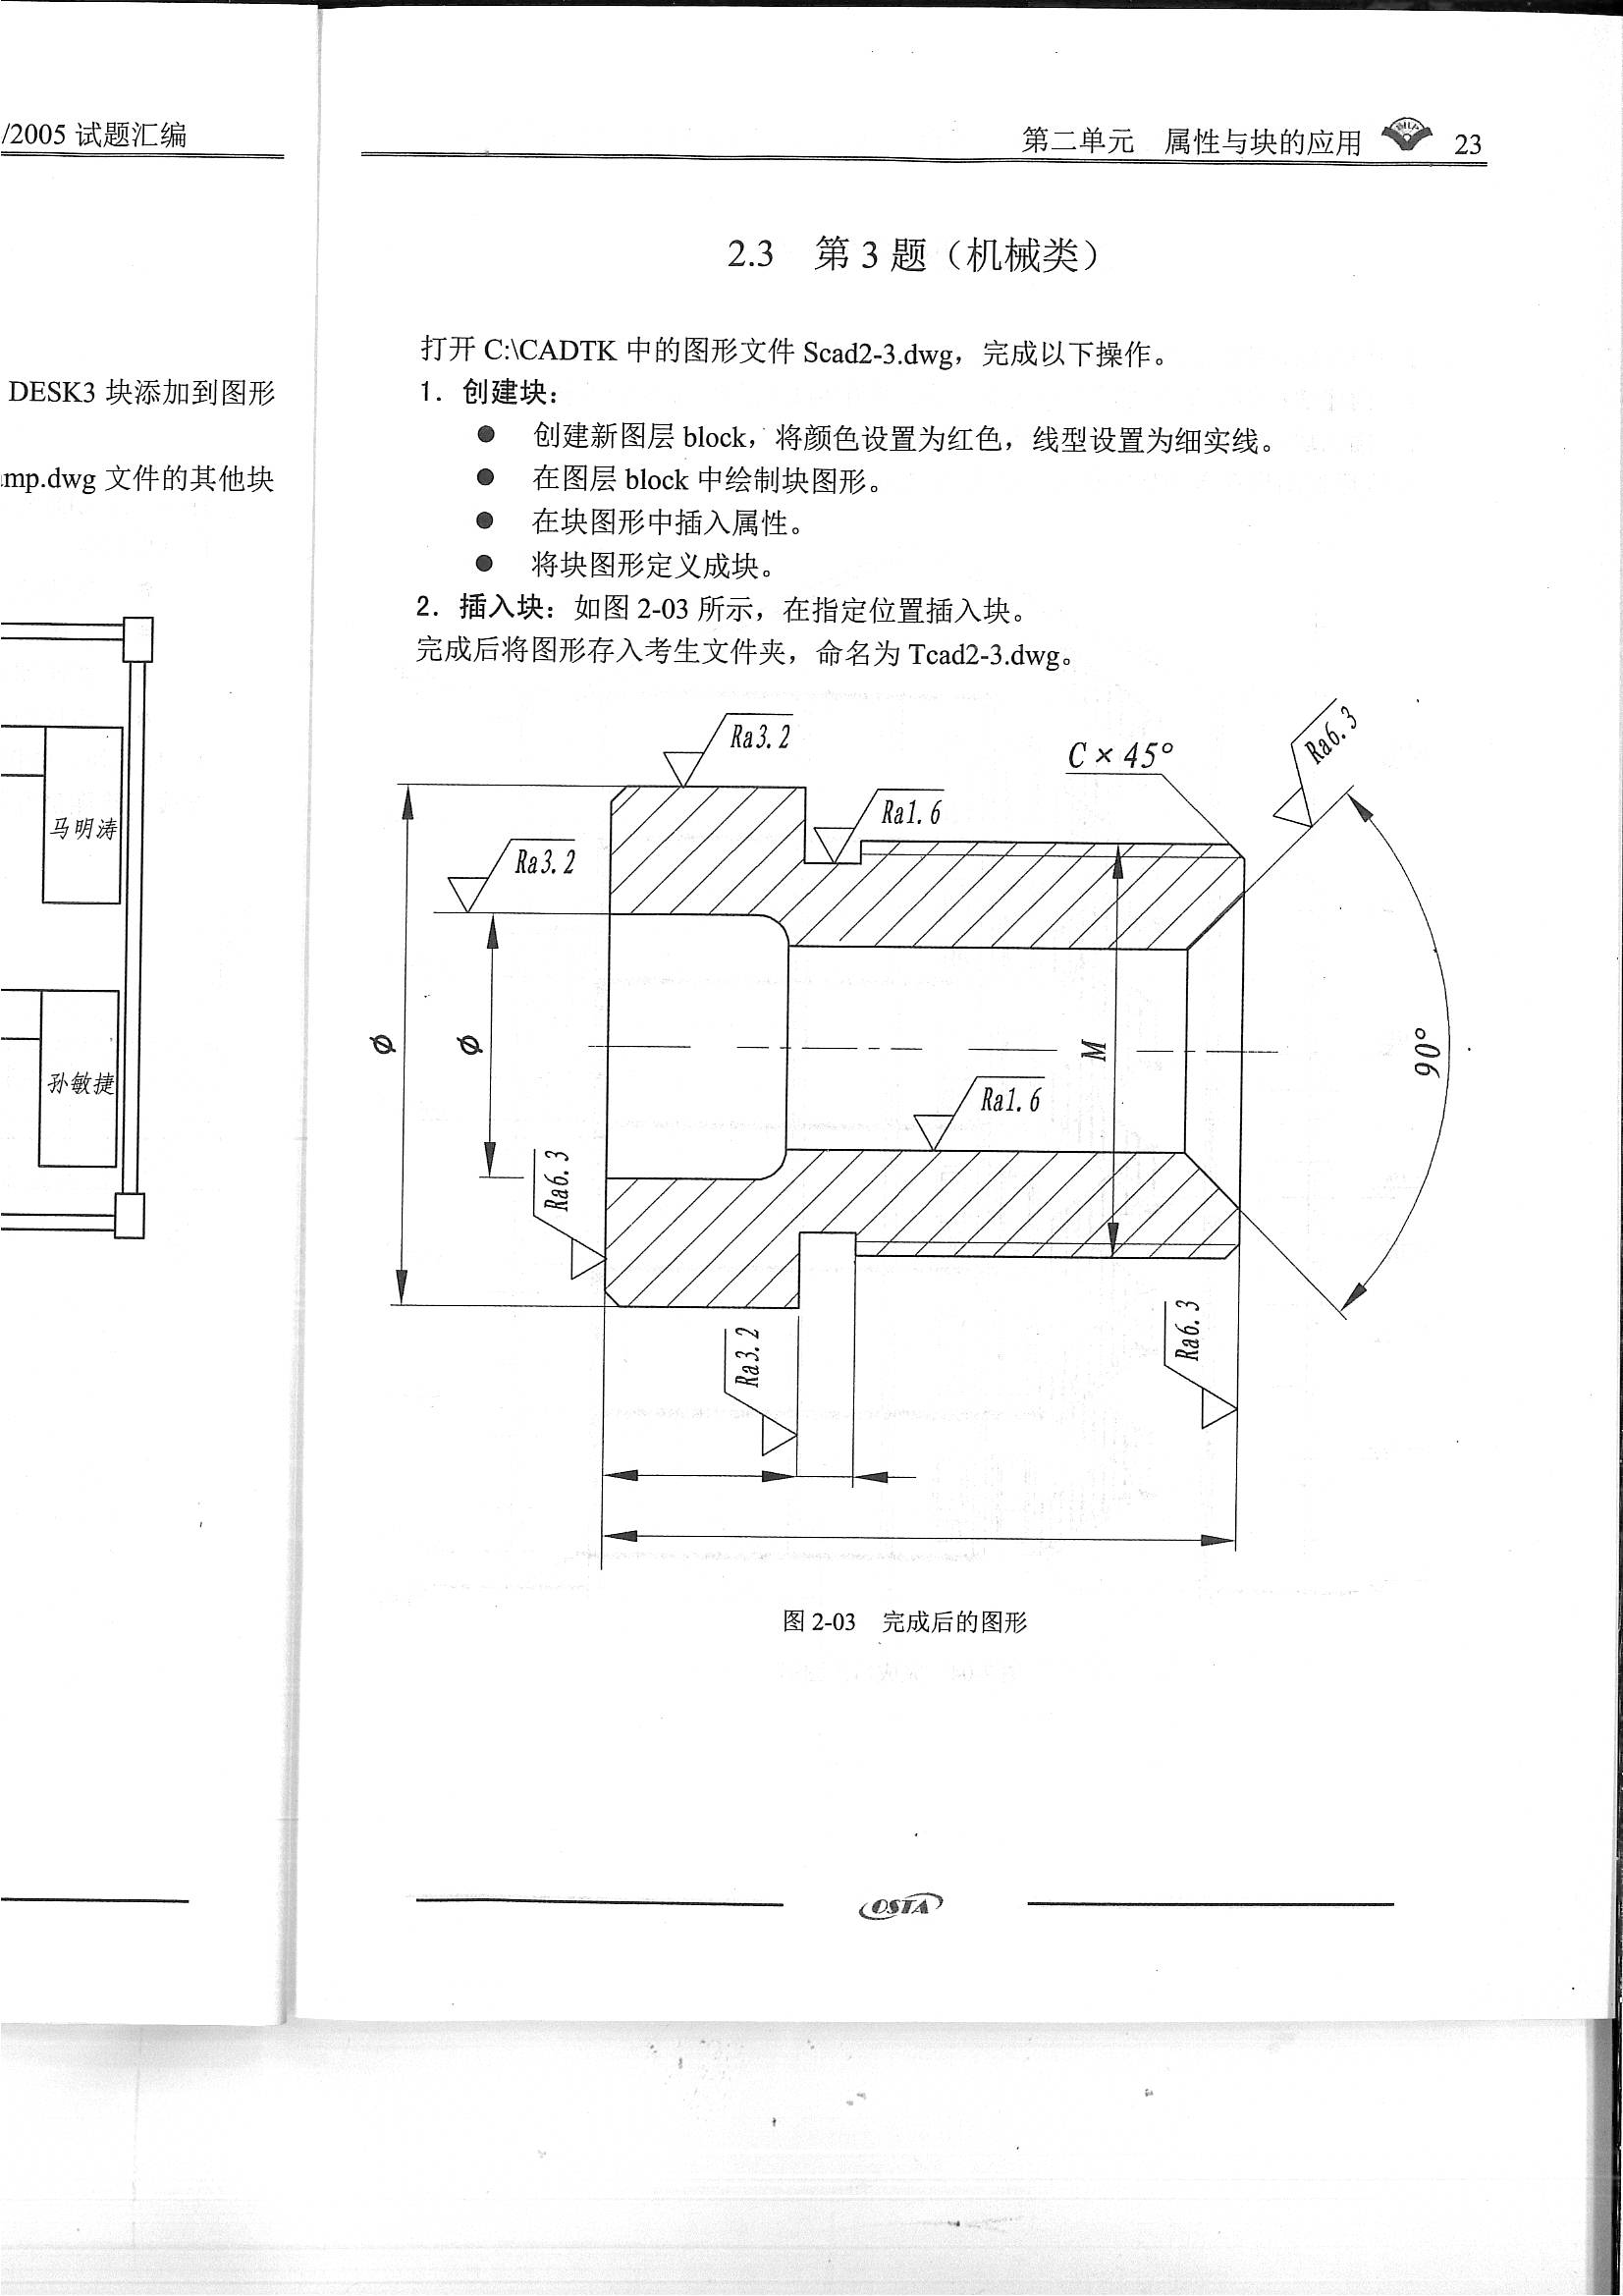 /2005 试题汇编
DESK3 块添加到图形
mp.dwg 文件的其他块
马明涛
孙敏捷
第二单元 属性与块的应用 23
2.3 第 3 题（机械类）
打开 C:\CADTK 中的图形文件 Scad2-3.dwg，完成以下操作。
1．创建块：
● 创建新图层 block，将颜色设置为红色，线型设置为细实线。
● 在图层 block 中绘制块图形。
● 在块图形中插入属性。
● 将块图形定义成块。
2．插入块：如图 2-03 所示，在指定位置插入块。
完成后将图形存入考生文件夹，命名为 Tcad2-3.dwg。
Ra3.2
C×45°
Ra6.3
Ra1.6
Ra3.2
Ø
Ø
M
90°
Ra1.6
Ra6.3
Ra3.2
Ra6.3
图 2-03 完成后的图形
OSTA